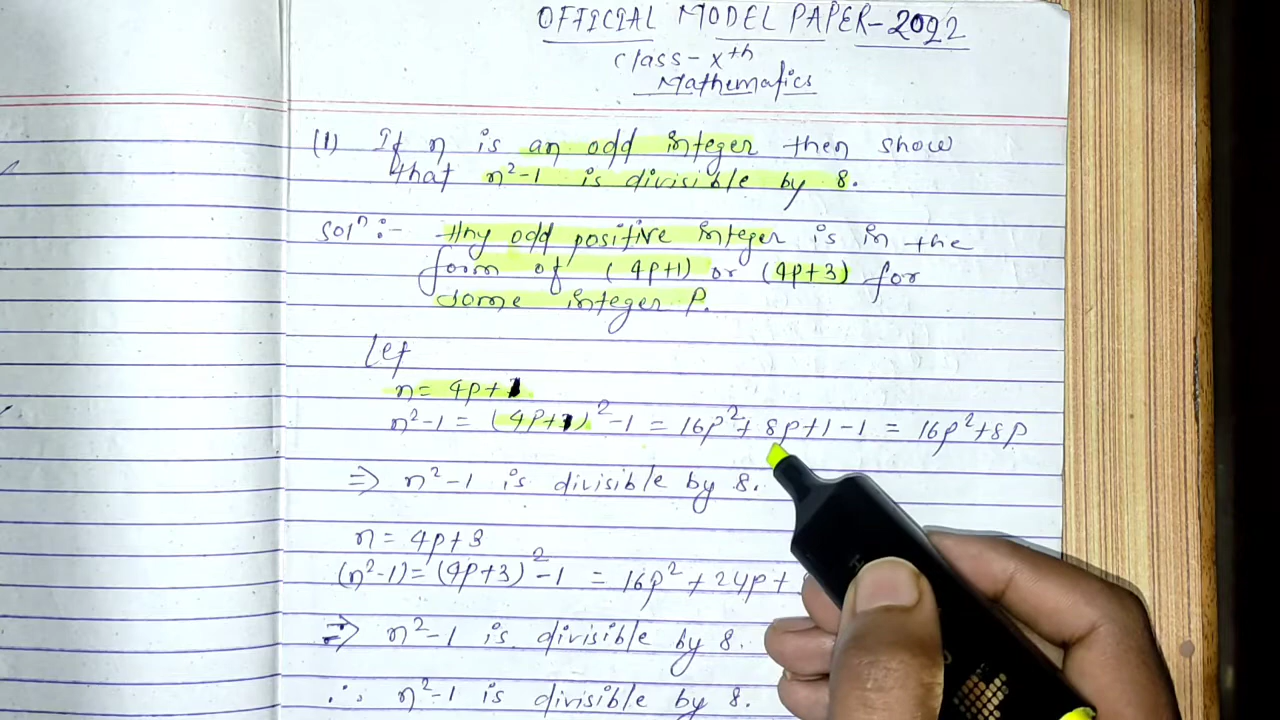 OFFICIAL MODEL PAPER-2022
Class-Xth
Mathematics
(1) If n is an odd integer then show
that n²-1 is divisible by 8.
Solⁿ:- Any odd positive integer is in the
form of (4p+1) or (4p+3) for
some integer p.
Let
n = 4p+1
n²-1 = (4p+1)²-1 = 16p²+8p+1-1 = 16p²+8p
⇒ n²-1 is divisible by 8.
n = 4p+3
(n²-1)=(4p+3)²-1 = 16p²+24p+
⇒ n²-1 is divisible by 8.
∴ n²-1 is divisible by 8.